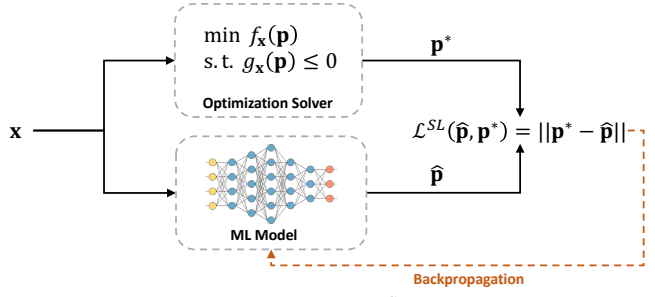 min f_𝐱(𝐩)
s. t. g_𝐱(𝐩) ≤ 0
Optimization Solver
𝐩*
𝐱
ℒ^{SL}(𝐩̂, 𝐩*) = ||𝐩* − 𝐩̂||
𝐩̂
ML Model
Backpropagation